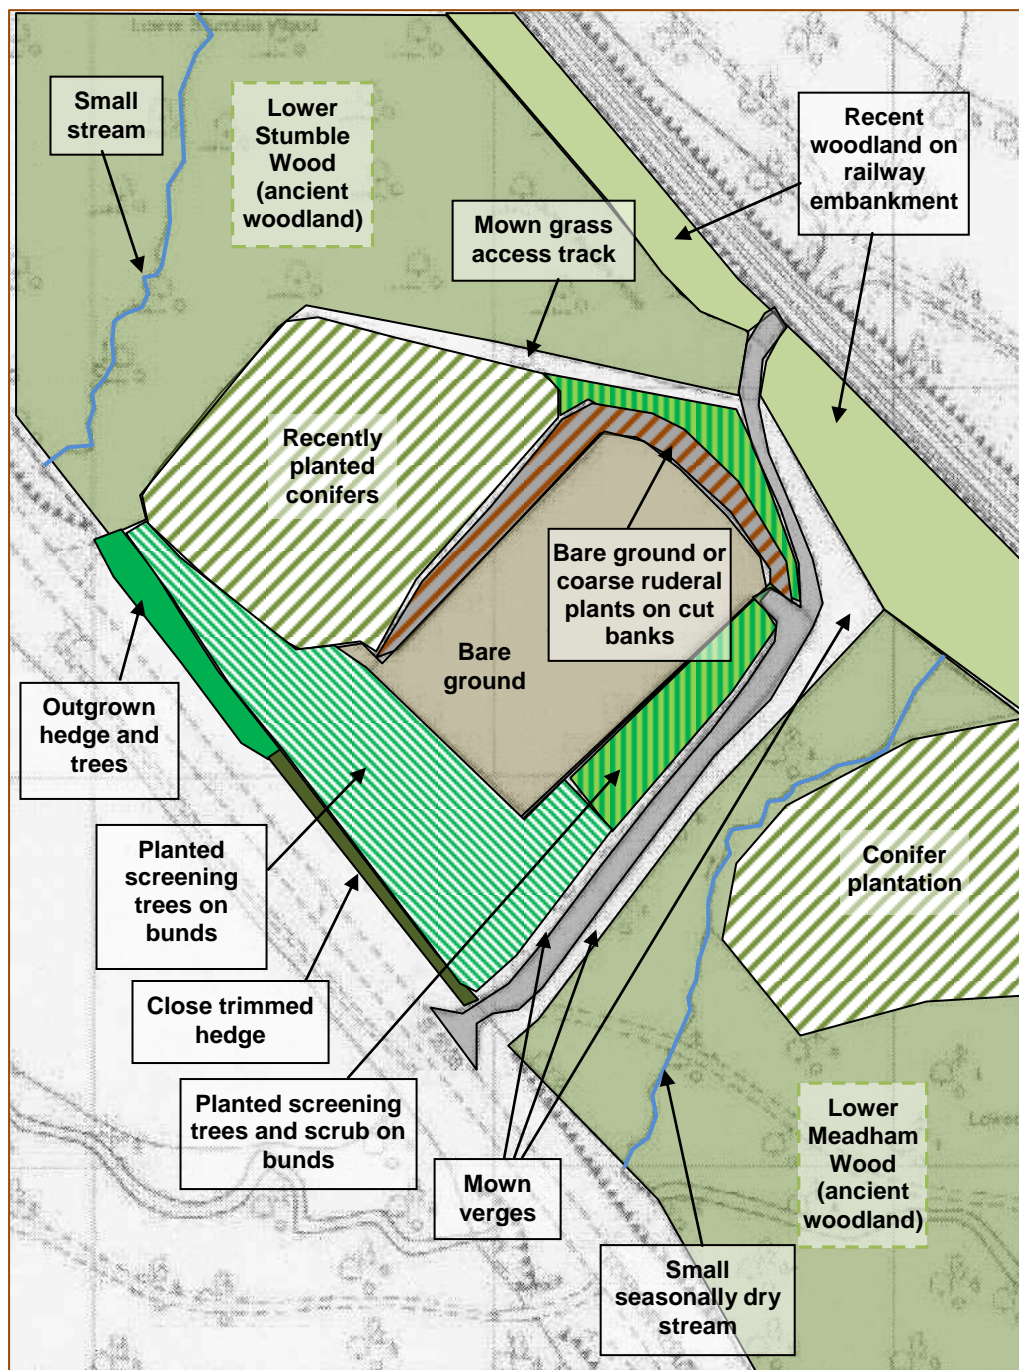 Small
stream
Lower
Stumble
Wood
(ancient
woodland)
Recent
woodland on
railway
embankment
Mown grass
access track
Recently
planted
conifers
Bare ground or
coarse ruderal
plants on cut
banks
Bare
ground
Outgrown
hedge and
trees
Planted
screening
trees on
bunds
Conifer
plantation
Close trimmed
hedge
Planted screening
trees and scrub on
bunds
Mown
verges
Lower
Meadham
Wood
(ancient
woodland)
Small
seasonally dry
stream